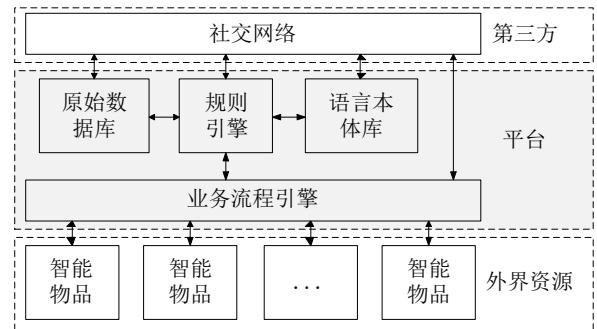 社交网络
第三方
原始数
据库
规则
引擎
语言本
体库
平台
业务流程引擎
智能
物品
智能
物品
...
智能
物品
外界资源